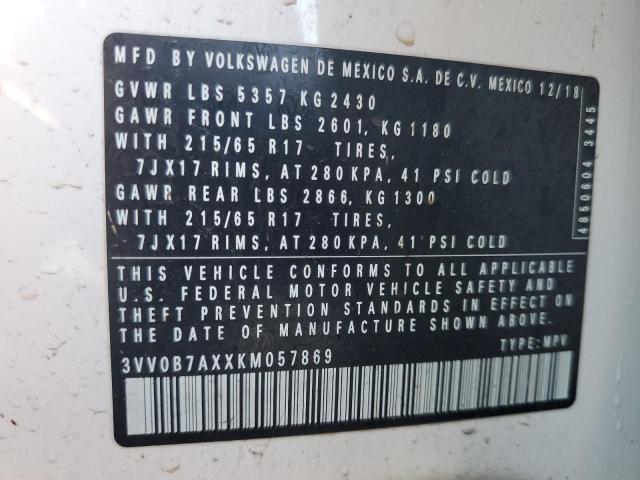 MFD BY VOLKSWAGEN DE MEXICO S.A. DE C.V. MEXICO 12/18
GVWR LBS 5357 KG 2430
GAWR FRONT LBS 2601, KG 1180
WITH 215/65 R17 TIRES,
7JX17 RIMS, AT 280 KPA, 41 PSI COLD
GAWR REAR LBS 2866, KG 1300
WITH 215/65 R17 TIRES,
7JX17 RIMS, AT 280 KPA, 41 PSI COLD
THIS VEHICLE CONFORMS TO ALL APPLICABLE
U.S. FEDERAL MOTOR VEHICLE SAFETY AND
THEFT PREVENTION STANDARDS IN EFFECT ON
THE DATE OF MANUFACTURE SHOWN ABOVE.
3VV0B7AXXKM057869 TYPE: MPV
4850604 3445